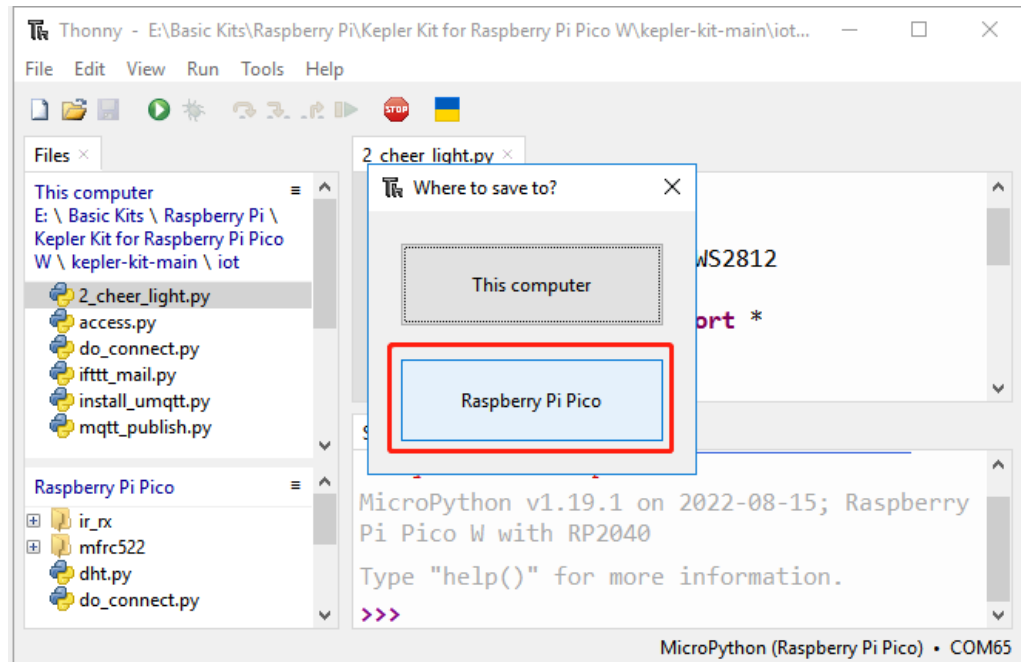 Thonny - E:\Basic Kits\Raspberry Pi\Kepler Kit for Raspberry Pi Pico W\kepler-kit-main\iot...
File Edit View Run Tools Help
STOP
Files
This computer
E: \ Basic Kits \ Raspberry Pi \
Kepler Kit for Raspberry Pi Pico
W \ kepler-kit-main \ iot
2_cheer_light.py
access.py
do_connect.py
ifttt_mail.py
install_umqtt.py
mqtt_publish.py
Raspberry Pi Pico
ir_rx
mfrc522
dht.py
do_connect.py
2_cheer_light.py
WS2812
ort *
Where to save to?
This computer
Raspberry Pi Pico
MicroPython v1.19.1 on 2022-08-15; Raspberry
Pi Pico W with RP2040
Type "help()" for more information.
>>>
MicroPython (Raspberry Pi Pico) • COM65